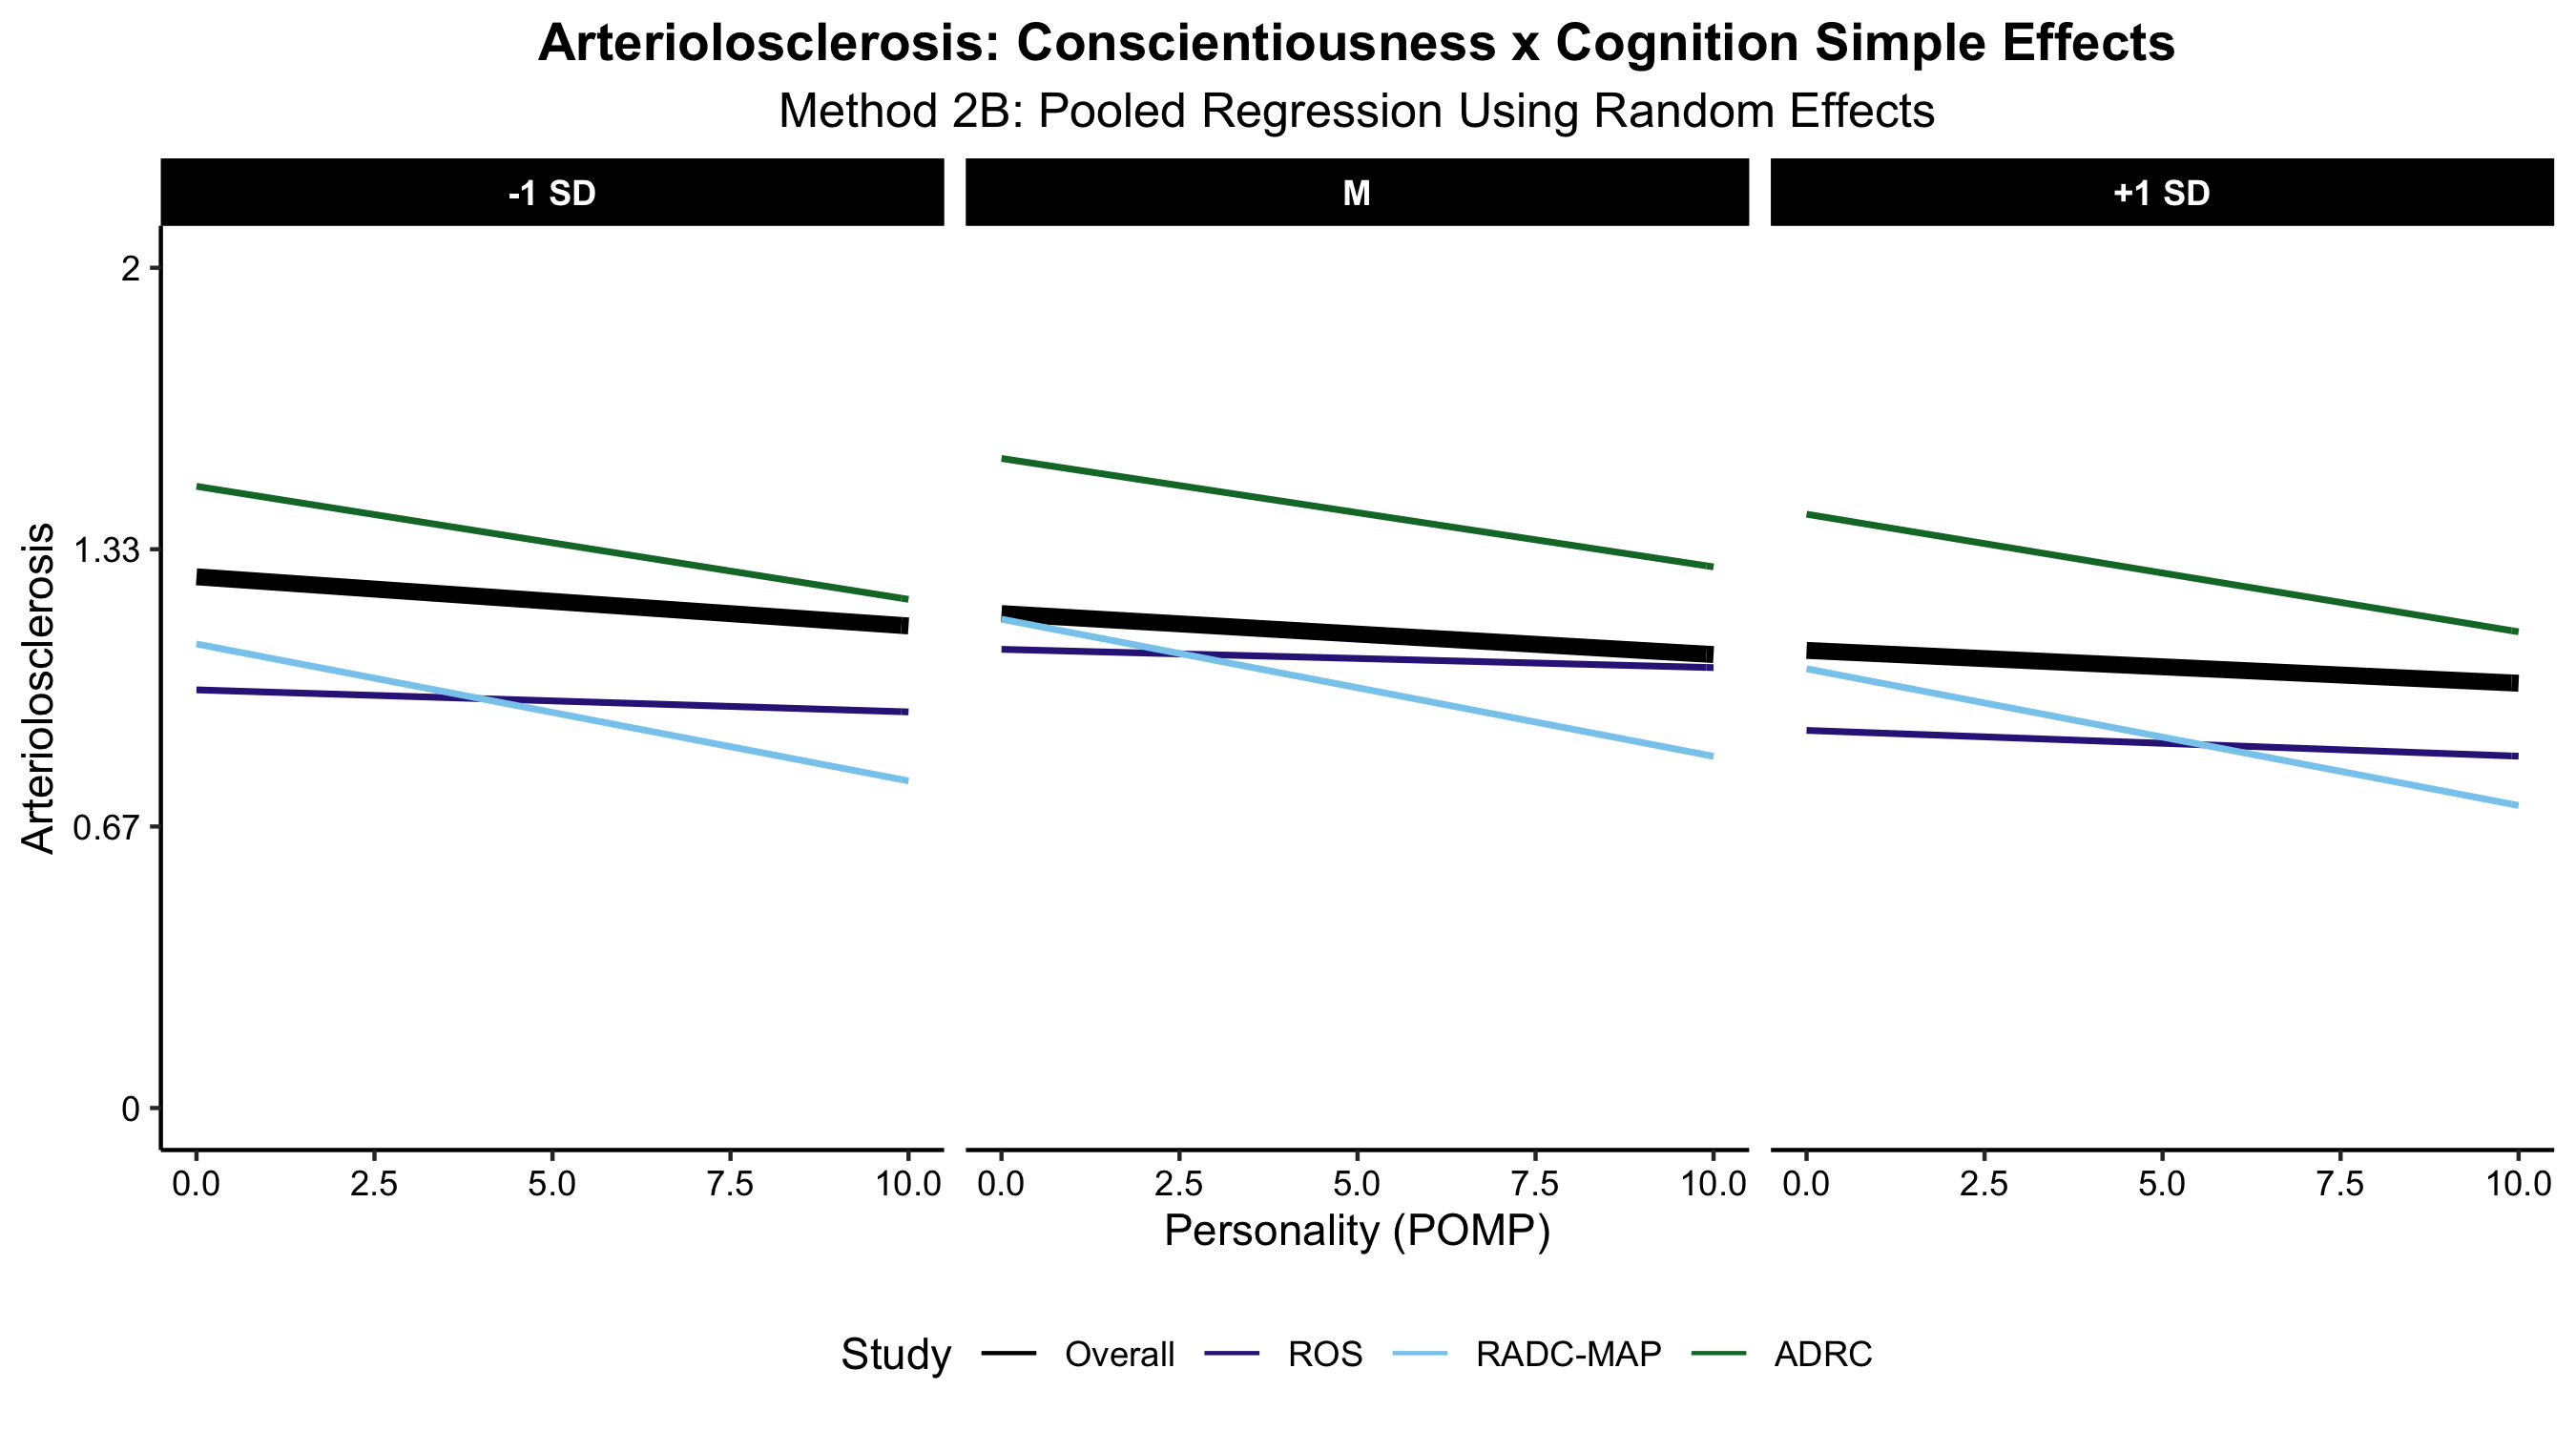 Arteriolosclerosis: Conscientiousness x Cognition Simple Effects
Method 2B: Pooled Regression Using Random Effects
-1 SD M +1 SD
2
1.33
0.67
0
Arteriolosclerosis
0.0 2.5 5.0 7.5 10.0 0.0 2.5 5.0 7.5 10.0 0.0 2.5 5.0 7.5 10.0
Personality (POMP)
Study Overall ROS RADC-MAP ADRC